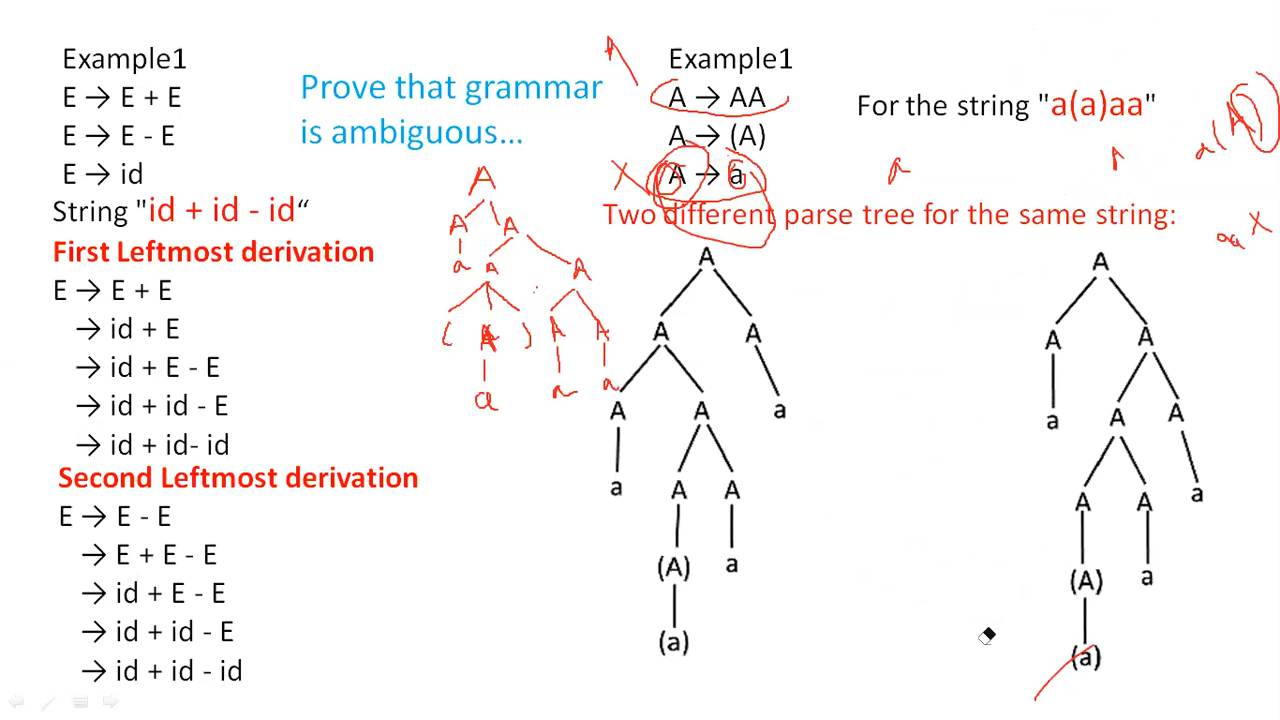 Example1
E → E + E
E → E - E
E → id
String "id + id - id“
First Leftmost derivation
E → E + E
→ id + E
→ id + E - E
→ id + id - E
→ id + id- id
Second Leftmost derivation
E → E - E
→ E + E - E
→ id + E - E
→ id + id - E
→ id + id - id
Prove that grammar
is ambiguous...
A
A A
a A A
( A ) A A
a a a
Example1
A → AA
A → (A)
A → a
For the string "a(a)aa"
Two different parse tree for the same string:
A
A A
A A a
a A A
(A) a
(a)
A
A A
a A A
A A a
(A) a
(a)
A
a(A)
aa X